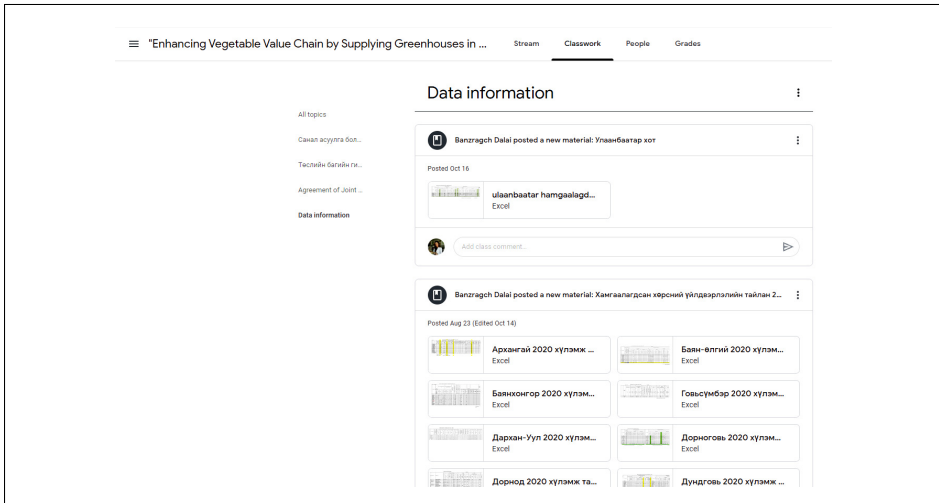 "Enhancing Vegetable Value Chain by Supplying Greenhouses in ...
Stream
Classwork
People
Grades
All topics
Санал асуулга бол...
Төслийн багийн ги...
Agreement of Joint ...
Data information
Data information
Banzragch Dalai posted a new material: Улаанбаатар хот
Posted Oct 16
ulaanbaatar hamgaalagd...
Excel
Add class comment...
Banzragch Dalai posted a new material: Хамгаалагдсан хөрсний үйлдвэрлэлийн тайлан 2...
Posted Aug 23 (Edited Oct 14)
Архангай 2020 хүлэмж ...
Excel
Баян-өлгий 2020 хүлэм...
Excel
Баянхонгор 2020 хүлэм...
Excel
Говьсүмбэр 2020 хүлэм...
Excel
Дархан-Уул 2020 хүлэм...
Excel
Дорноговь 2020 хүлэм...
Excel
Дорнод 2020 хүлэмж та...
Дундговь 2020 хүлэмж ...